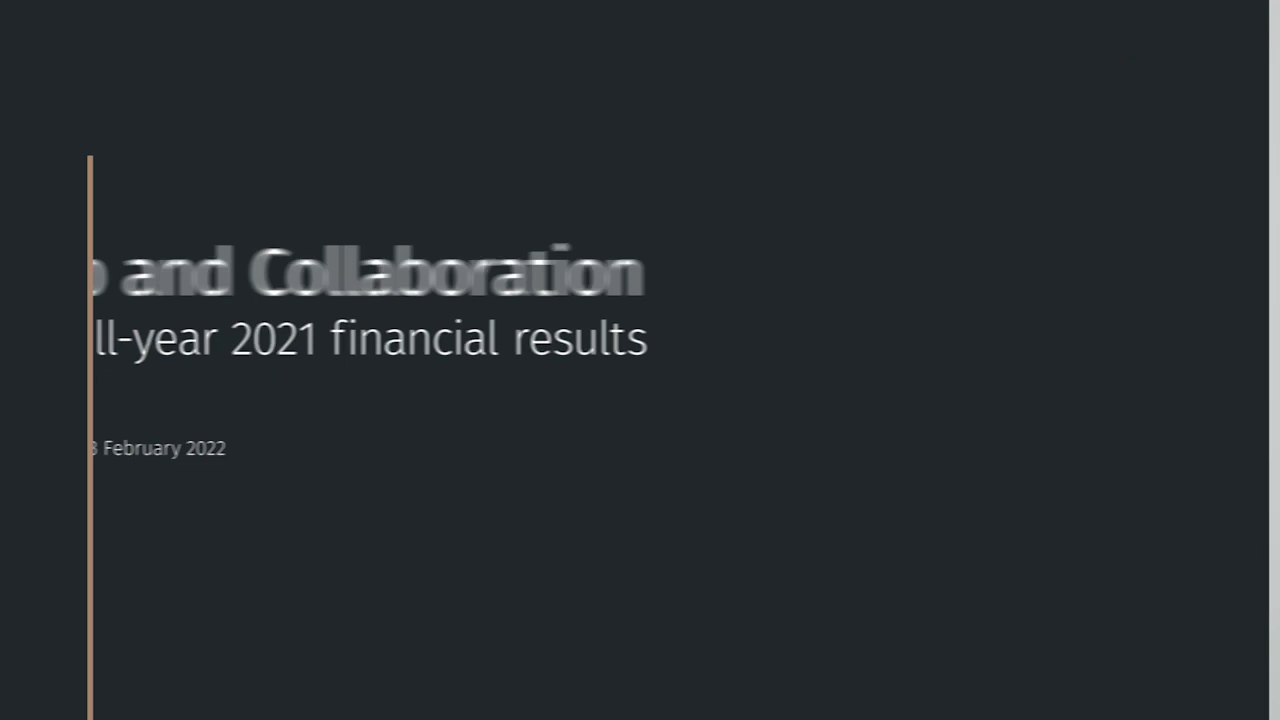 and Collaboration
ll-year 2021 financial results
February 2022